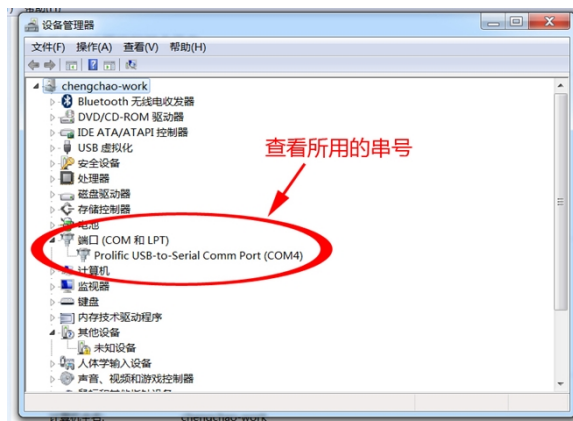 设备管理器
文件(F) 操作(A) 查看(V) 帮助(H)
chengchao-work
Bluetooth 无线电收发器
DVD/CD-ROM 驱动器
IDE ATA/ATAPI 控制器
USB 虚拟化
查看所用的串号
安全设备
处理器
磁盘驱动器
存储控制器
电池
端口 (COM 和 LPT)
Prolific USB-to-Serial Comm Port (COM4)
计算机
监视器
键盘
内存技术驱动程序
其他设备
未知设备
人体学输入设备
声音、视频和游戏控制器
chengchao-work